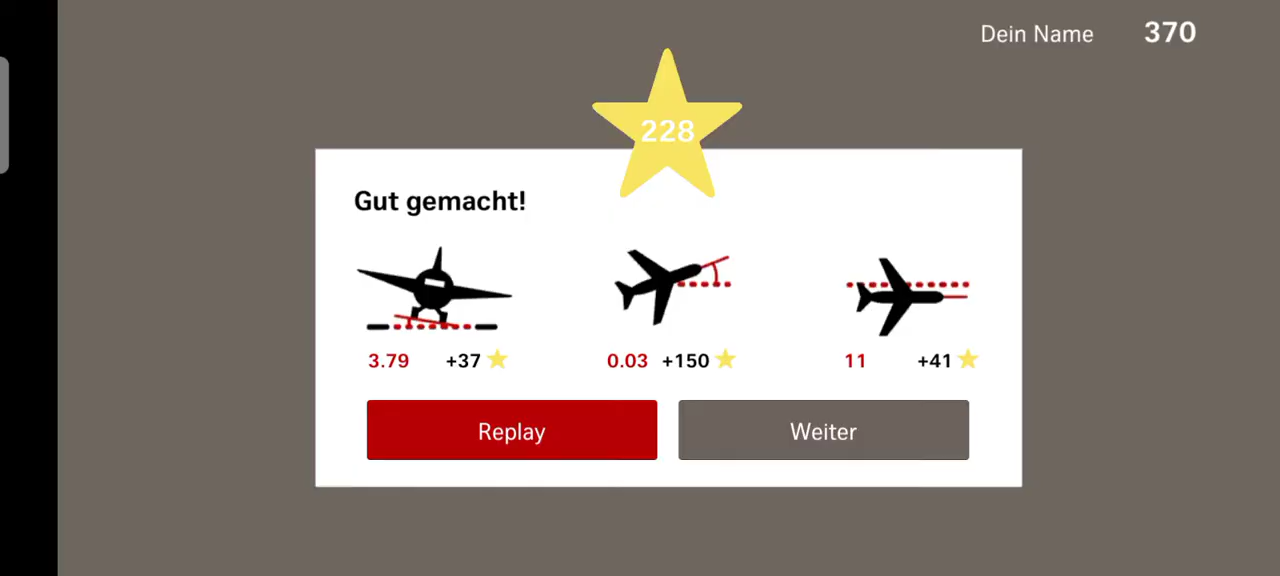 Dein Name 370
228
Gut gemacht!
3.79 +37 0.03 +150 11 +41
Replay Weiter